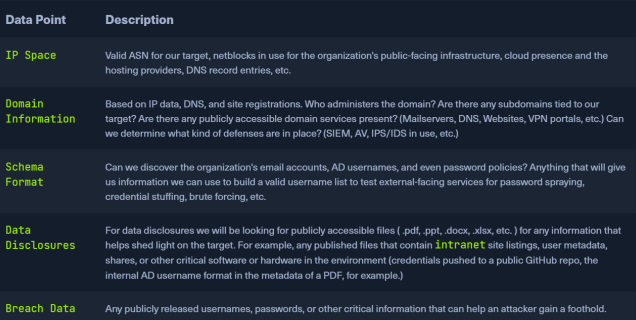 Data Point Description
IP Space Valid ASN for our target, netblocks in use for the organization's public-facing infrastructure, cloud presence and the
hosting providers, DNS record entries, etc.
Domain Information Based on IP data, DNS, and site registrations. Who administers the domain? Are there any subdomains tied to our
target? Are there any publicly accessible domain services present? (Mailservers, DNS, Websites, VPN portals, etc.) Can
we determine what kind of defenses are in place? (SIEM, AV, IPS/IDS in use, etc.)
Schema Format Can we discover the organization's email accounts, AD usernames, and even password policies? Anything that will give
us information we can use to build a valid username list to test external-facing services for password spraying,
credential stuffing, brute forcing, etc.
Data Disclosures For data disclosures we will be looking for publicly accessible files ( .pdf, .ppt, .docx, .xlsx, etc. ) for any information that
helps shed light on the target. For example, any published files that contain intranet site listings, user metadata,
shares, or other critical software or hardware in the environment (credentials pushed to a public GitHub repo, the
internal AD username format in the metadata of a PDF, for example.)
Breach Data Any publicly released usernames, passwords, or other critical information that can help an attacker gain a foothold.